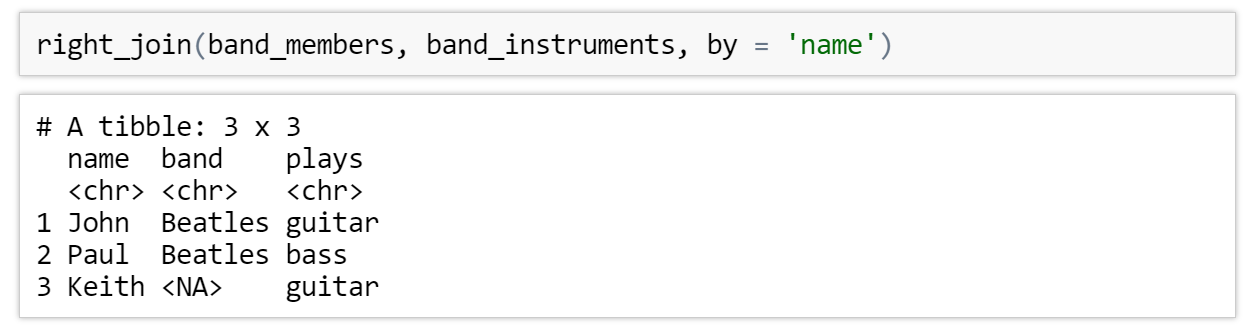 right_join(band_members, band_instruments, by = 'name')
# A tibble: 3 x 3
  name  band    plays
  <chr> <chr>   <chr>
1 John  Beatles guitar
2 Paul  Beatles bass
3 Keith <NA>    guitar